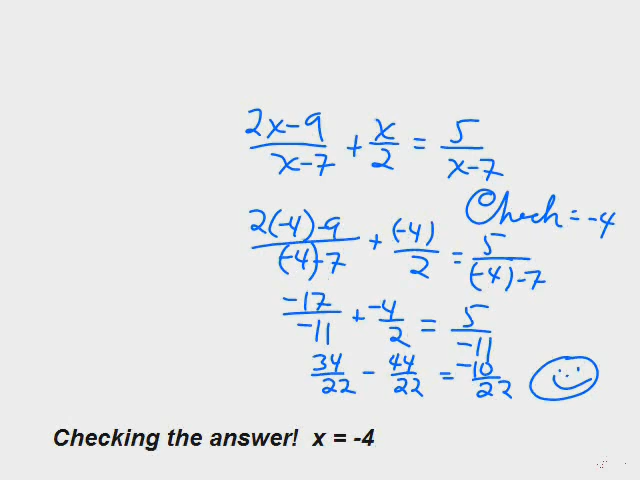 (2x-9)/(x-7) + x/2 = 5/(x-7)
Check = -4
(2(-4)-9)/((-4)-7) + (-4)/2 = 5/((-4)-7)
-17/-11 + -4/2 = 5/-11
34/22 - 44/22 = -10/22
Checking the answer! x = -4